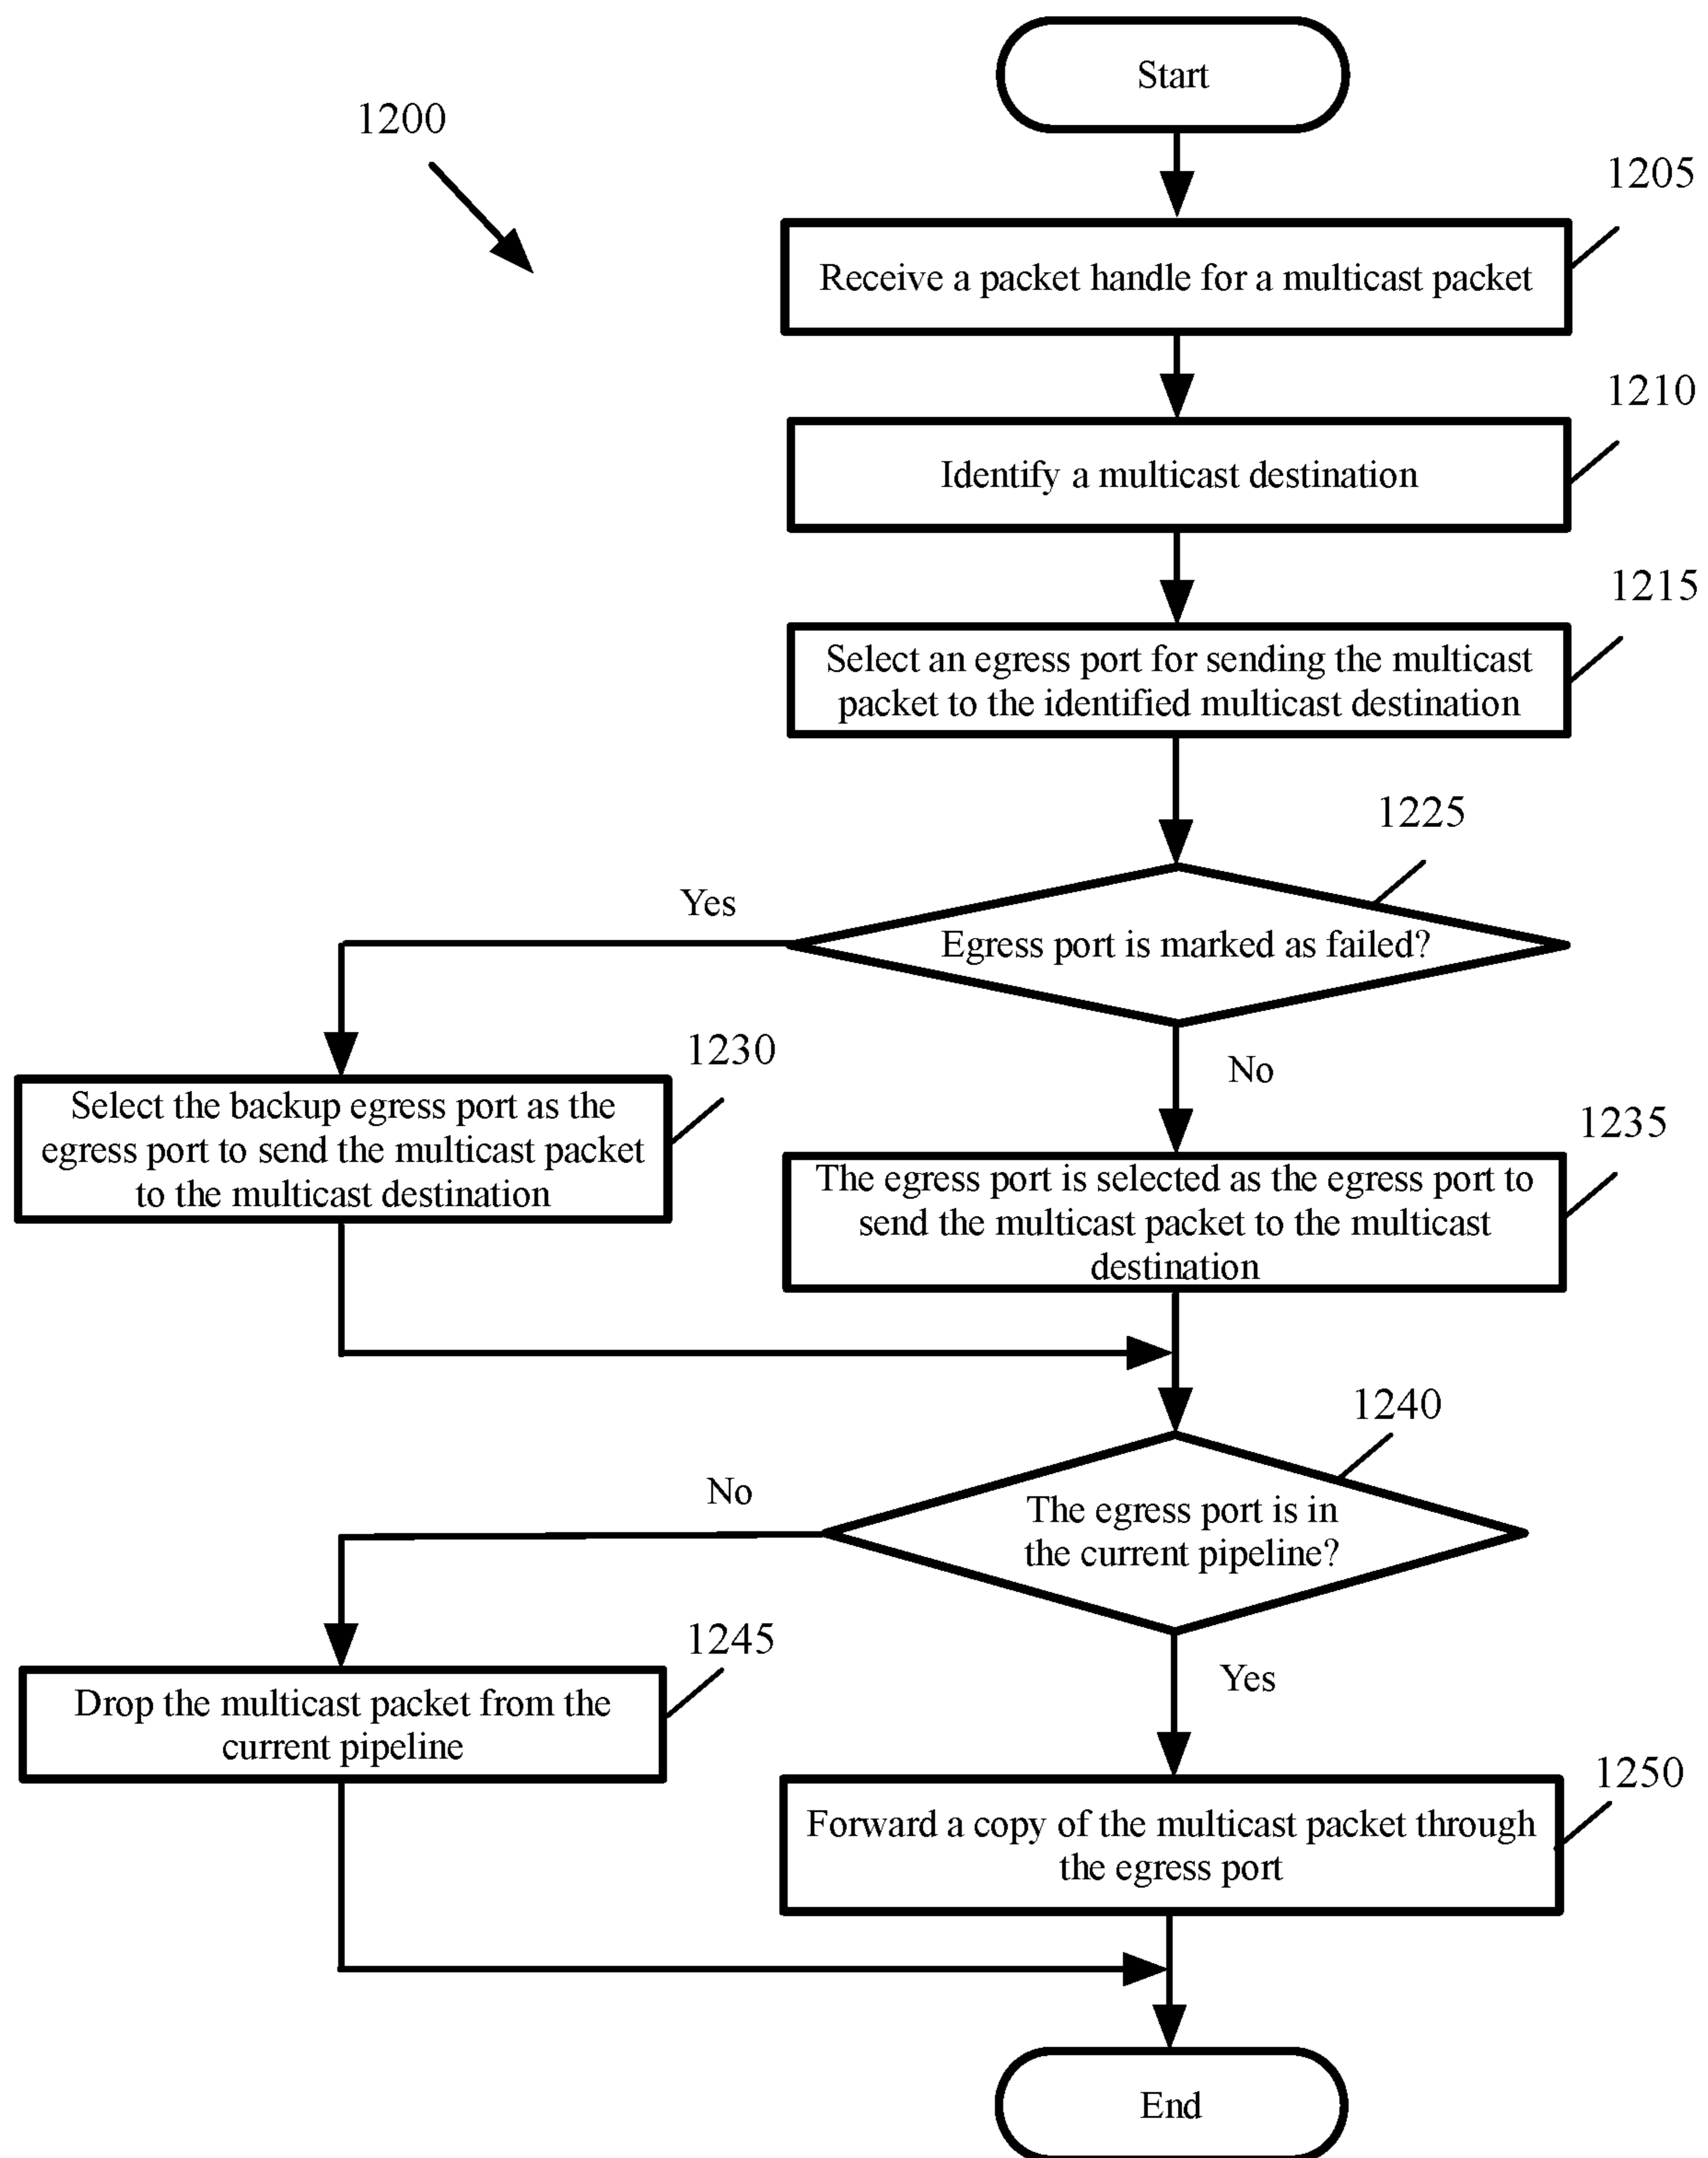 Start
1200
1205
Receive a packet handle for a multicast packet
1210
Identify a multicast destination
1215
Select an egress port for sending the multicast
packet to the identified multicast destination
1225
Yes
Egress port is marked as failed?
1230
No
Select the backup egress port as the
egress port to send the multicast packet
to the multicast destination
1235
The egress port is selected as the egress port to
send the multicast packet to the multicast
destination
1240
No
The egress port is in
the current pipeline?
1245
Yes
Drop the multicast packet from the
current pipeline
1250
Forward a copy of the multicast packet through
the egress port
End